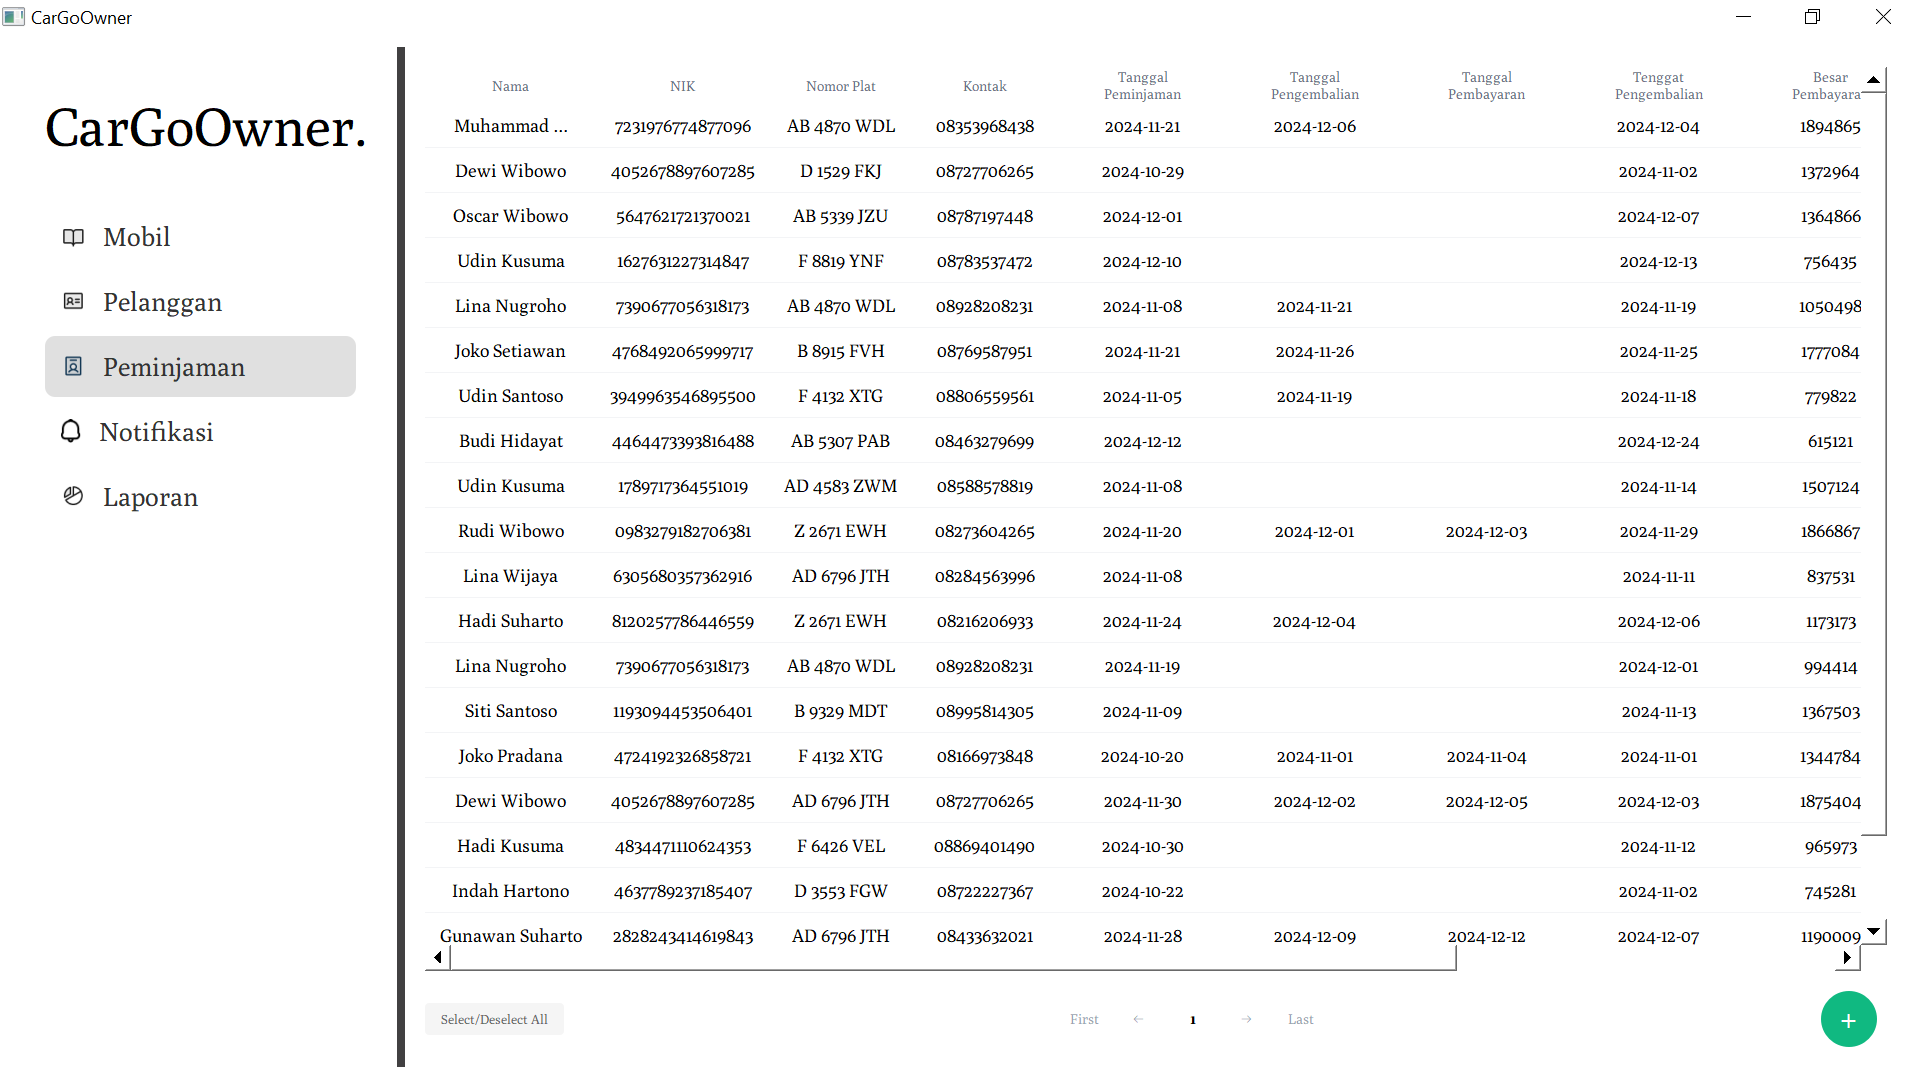 CarGoOwner
CarGoOwner.
Mobil
Pelanggan
Peminjaman
Notifikasi
Laporan
Nama NIK Nomor Plat Kontak Tanggal Peminjaman Tanggal Pengembalian Tanggal Pembayaran Tenggat Pengembalian Besar Pembayara
Muhammad ... 7231976774877096 AB 4870 WDL 08353968438 2024-11-21 2024-12-06 2024-12-04 1894865
Dewi Wibowo 4052678897607285 D 1529 FKJ 08727706265 2024-10-29 2024-11-02 1372964
Oscar Wibowo 5647621721370021 AB 5339 JZU 08787197448 2024-12-01 2024-12-07 1364866
Udin Kusuma 1627631227314847 F 8819 YNF 08783537472 2024-12-10 2024-12-13 756435
Lina Nugroho 7390677056318173 AB 4870 WDL 08928208231 2024-11-08 2024-11-21 2024-11-19 1050498
Joko Setiawan 4768492065999717 B 8915 FVH 08769587951 2024-11-21 2024-11-26 2024-11-25 1777084
Udin Santoso 3949963546895500 F 4132 XTG 08806559561 2024-11-05 2024-11-19 2024-11-18 779822
Budi Hidayat 4464473393816488 AB 5307 PAB 08463279699 2024-12-12 2024-12-24 615121
Udin Kusuma 1789717364551019 AD 4583 ZWM 08588578819 2024-11-08 2024-11-14 1507124
Rudi Wibowo 0983279182706381 Z 2671 EWH 08273604265 2024-11-20 2024-12-01 2024-12-03 2024-11-29 1866867
Lina Wijaya 6305680357362916 AD 6796 JTH 08284563996 2024-11-08 2024-11-11 837531
Hadi Suharto 8120257786446559 Z 2671 EWH 08216206933 2024-11-24 2024-12-04 2024-12-06 1173173
Lina Nugroho 7390677056318173 AB 4870 WDL 08928208231 2024-11-19 2024-12-01 994414
Siti Santoso 1193094453506401 B 9329 MDT 08995814305 2024-11-09 2024-11-13 1367503
Joko Pradana 4724192326858721 F 4132 XTG 08166973848 2024-10-20 2024-11-01 2024-11-04 2024-11-01 1344784
Dewi Wibowo 4052678897607285 AD 6796 JTH 08727706265 2024-11-30 2024-12-02 2024-12-05 2024-12-03 1875404
Hadi Kusuma 4834471110624353 F 6426 VEL 08869401490 2024-10-30 2024-11-12 965973
Indah Hartono 4637789237185407 D 3553 FGW 08722227367 2024-10-22 2024-11-02 745281
Gunawan Suharto 2828243414619843 AD 6796 JTH 08433632021 2024-11-28 2024-12-09 2024-12-12 2024-12-07 1190009
Select/Deselect All First ← 1 → Last +